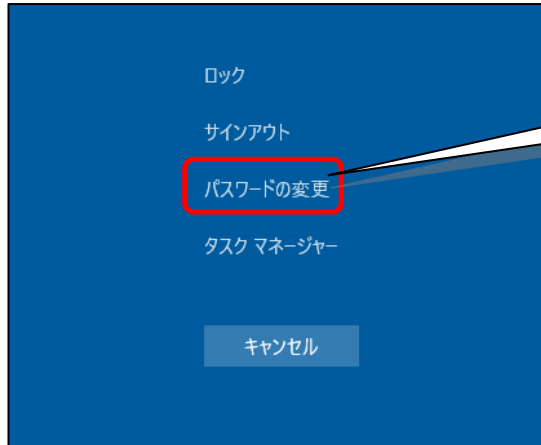 ロック
サインアウト
パスワードの変更
タスク マネージャー
キャンセル